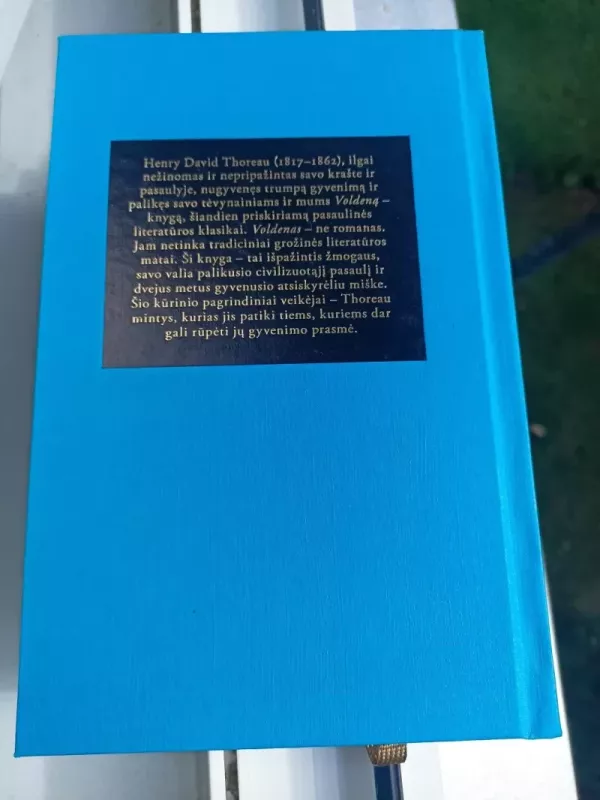 Henry David Thoreau (1817–1862), ilgai
nežinomas ir nepripažintas savo krašte ir
pasaulyje, nugyvenęs trumpą gyvenimą ir
palikęs savo tėvynainiams ir mums Voldeną –
knygą, šiandien priskiriamą pasaulinės
literatūros klasikai. Voldenas – ne romanas.
Jam netinka tradiciniai grožinės literatūros
matai. Ši knyga – tai išpažintis žmogaus,
savo valia palikusio civilizuotąjį pasaulį ir
dvejus metus gyvenusio atsiskyrėliu miške.
Šio kūrinio pagrindiniai veikėjai – Thoreau
mintys, kurias jis patiki tiems, kuriems dar
gali rūpėti jų gyvenimo prasmė.